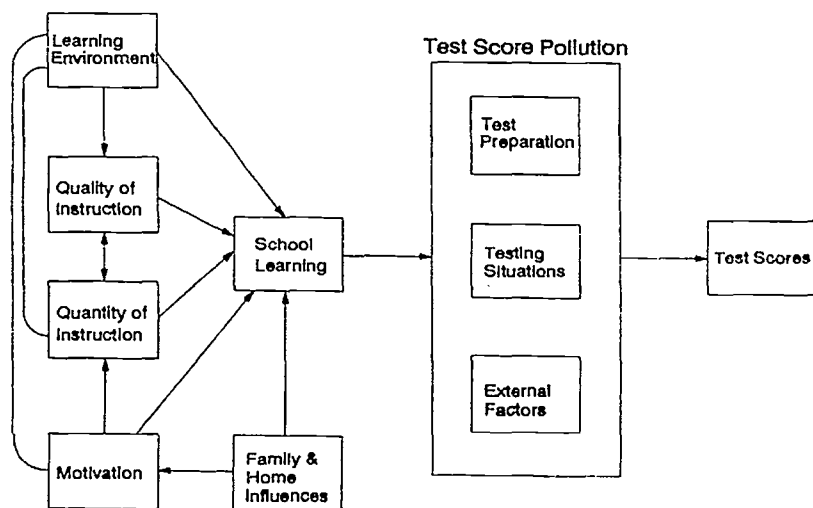 Learning
Environment
Quality of
Instruction
Quantity of
Instruction
Motivation
Family &
Home
Influences
School
Learning
Test Score Pollution
Test
Preparation
Testing
Situations
External
Factors
Test Scores